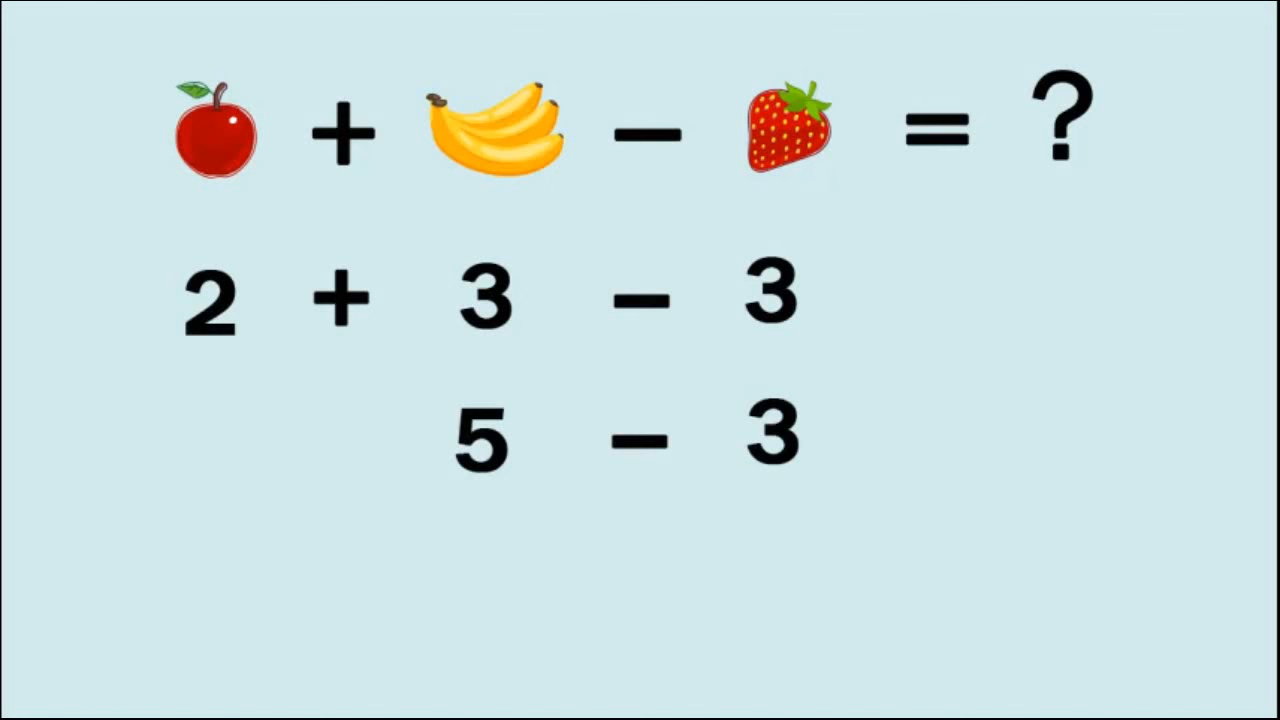 + − = ?
2 + 3 − 3
5 − 3